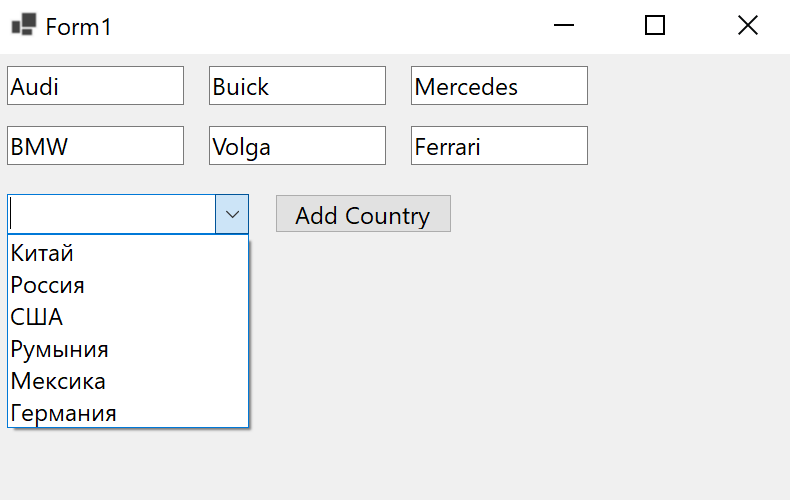 Form1
Audi Buick Mercedes
BMW Volga Ferrari
Add Country
Китай
Россия
США
Румыния
Мексика
Германия